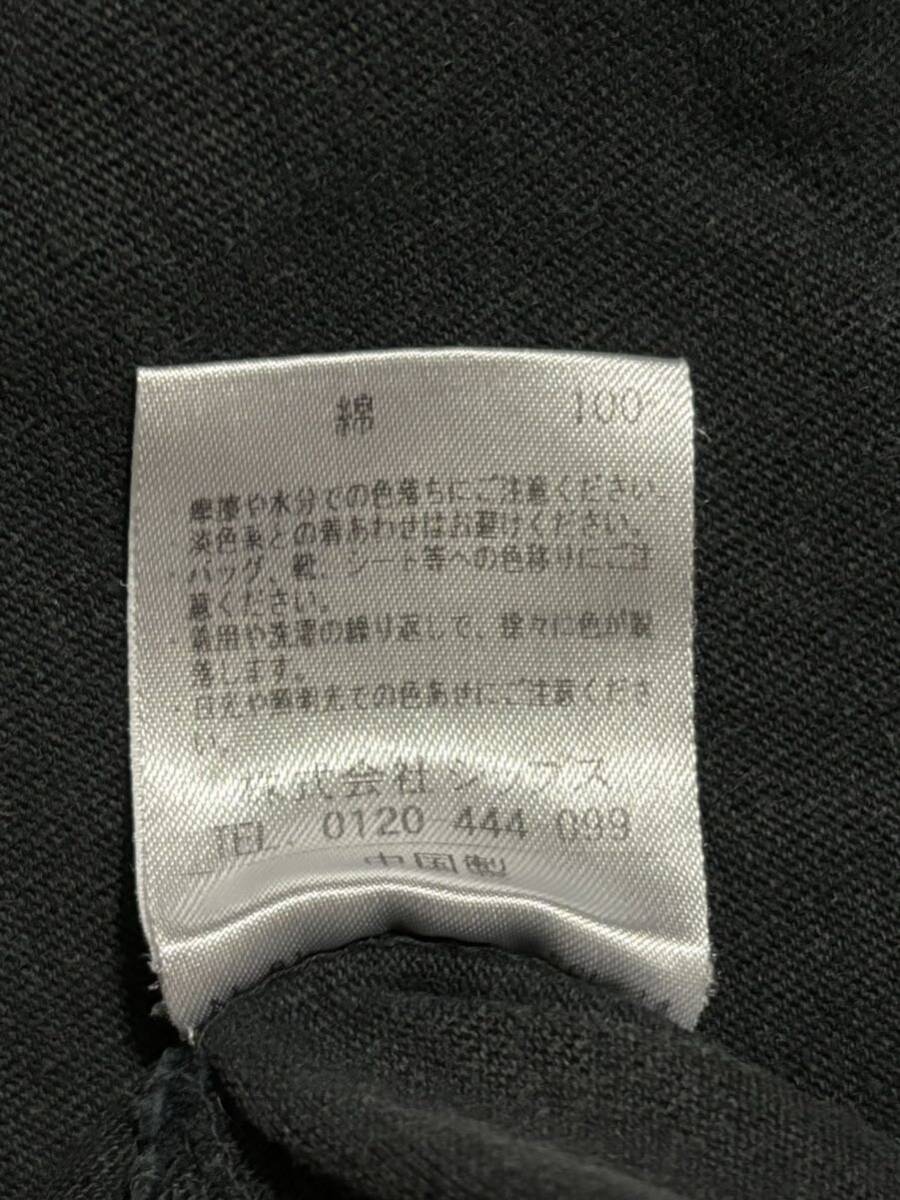 綿 100
摩擦や水分での色落ちにご注意ください。
淡色系との着あわせはお避けください。
・バッグ、靴、シート等への色移りにご注
意ください。
・着用や洗濯の繰り返しで、徐々に色が脱
落します。
・日光や照明光での色あせにご注意くださ
い。
株式会社 シップス
TEL. 0120-444-099
中国製